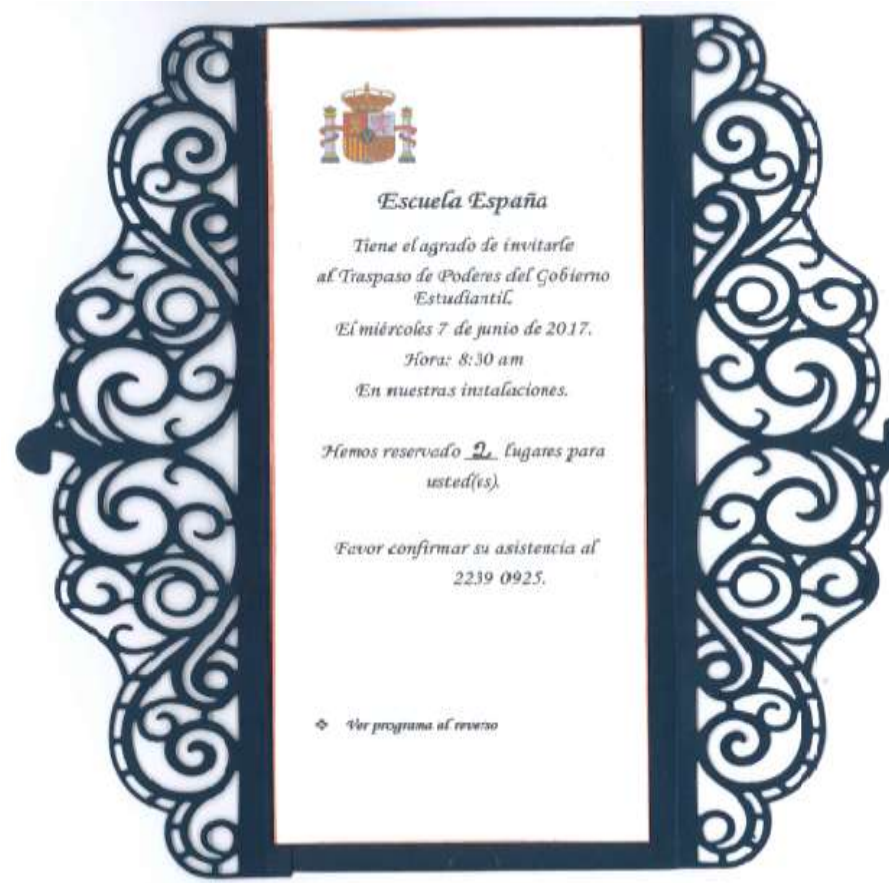 Escuela España
Tiene el agrado de invitarle
al Traspaso de Poderes del Gobierno
Estudiantil.
El miércoles 7 de junio de 2017.
Hora: 8:30 am
En nuestras instalaciones.
Hemos reservado 2 lugares para
usted(es).
Favor confirmar su asistencia al
2239 0925.
❖ Ver programa al reverso